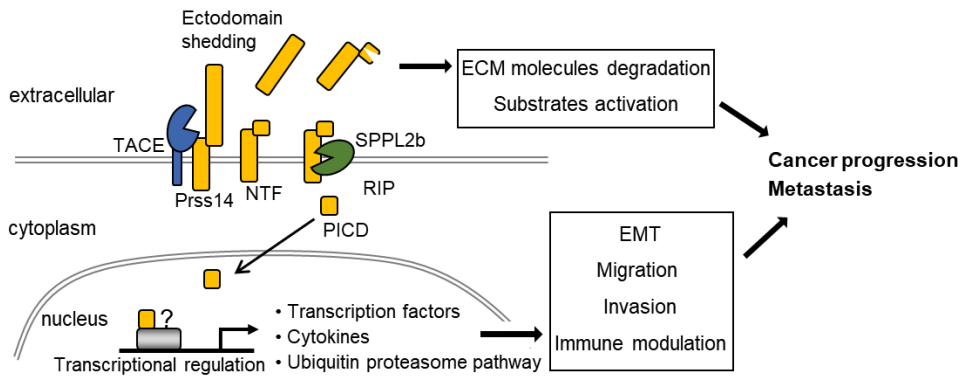 Ectodomain
shedding
extracellular
ECM molecules degradation
Substrates activation
TACE
SPPL2b
Prss14
NTF
RIP
PICD
Cancer progression
Metastasis
cytoplasm
EMT
Migration
Invasion
Immune modulation
nucleus
?
Transcriptional regulation
• Transcription factors
• Cytokines
• Ubiquitin proteasome pathway